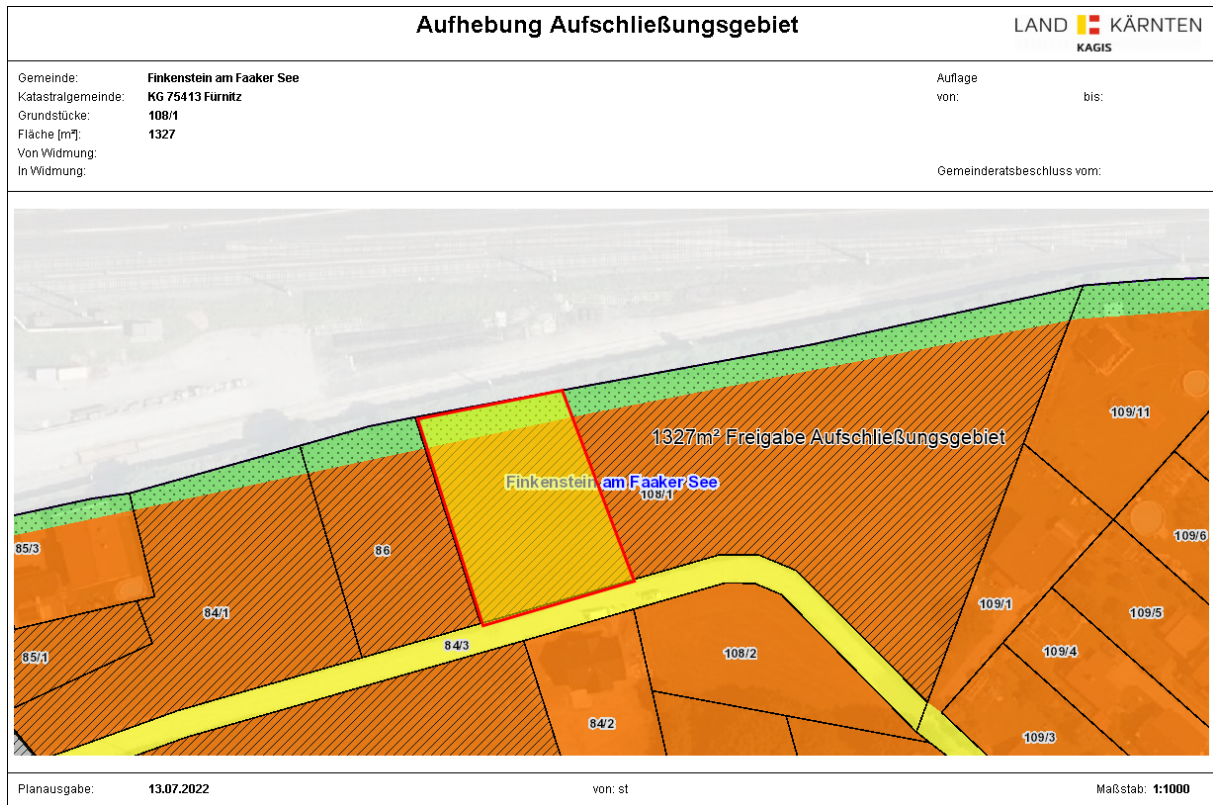 Aufhebung Aufschließungsgebiet
LAND KÄRNTEN
KAGIS
Gemeinde: Finkenstein am Faaker See
Katastralgemeinde: KG 75413 Fürnitz
Grundstücke: 108/1
Fläche [m²]: 1327
Von Widmung:
In Widmung:
Auflage
von: bis:
Gemeinderatsbeschluss vom:
109/11
1327m² Freigabe Aufschließungsgebiet
Finkenstein am Faaker See
108/1
109/6
85/3
86
84/1
109/1
109/5
85/1
84/3
108/2
109/4
84/2
109/3
Planausgabe: 13.07.2022
von: st
Maßstab: 1:1000